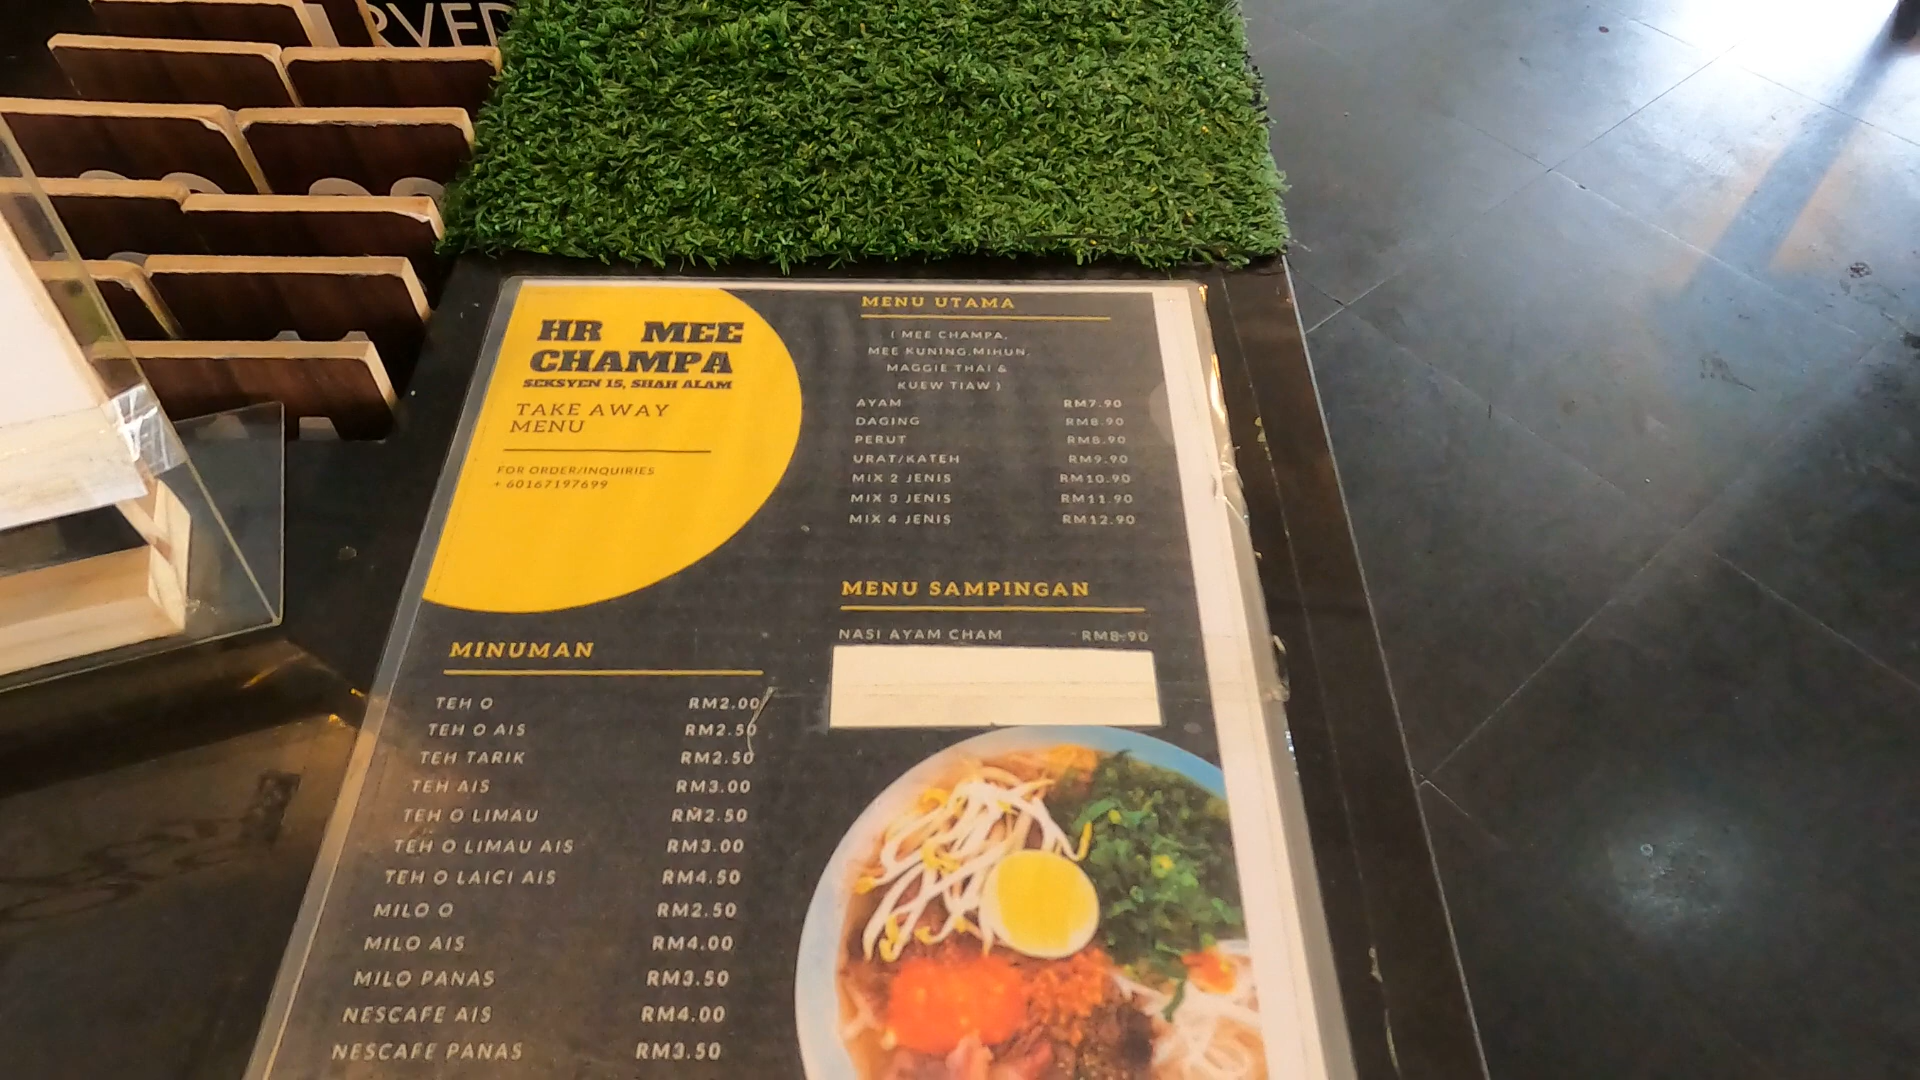 RVED
HR MEE
CHAMPA
SEKSYEN 15, SHAH ALAM
TAKE AWAY
MENU
FOR ORDER/INQUIRIES
+ 60167197699
MENU UTAMA
( MEE CHAMPA,
MEE KUNING,MIHUN,
MAGGIE THAI &
KUEW TIAW )
AYAM RM7.90
DAGING RM8.90
PERUT RM8.90
URAT/KATEH RM9.90
MIX 2 JENIS RM10.90
MIX 3 JENIS RM11.90
MIX 4 JENIS RM12.90
MENU SAMPINGAN
NASI AYAM CHAM RM8.90
MINUMAN
TEH O RM2.00
TEH O AIS RM2.50
TEH TARIK RM2.50
TEH AIS RM3.00
TEH O LIMAU RM2.50
TEH O LIMAU AIS RM3.00
TEH O LAICI AIS RM4.50
MILO O RM2.50
MILO AIS RM4.00
MILO PANAS RM3.50
NESCAFE AIS RM4.00
NESCAFE PANAS RM3.50